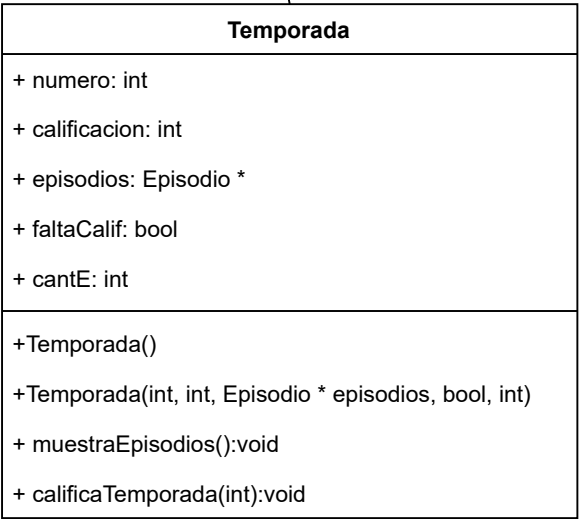 Temporada
+ numero: int
+ calificacion: int
+ episodios: Episodio *
+ faltaCalif: bool
+ cantE: int
+Temporada()
+Temporada(int, int, Episodio * episodios, bool, int)
+ muestraEpisodios():void
+ calificaTemporada(int):void